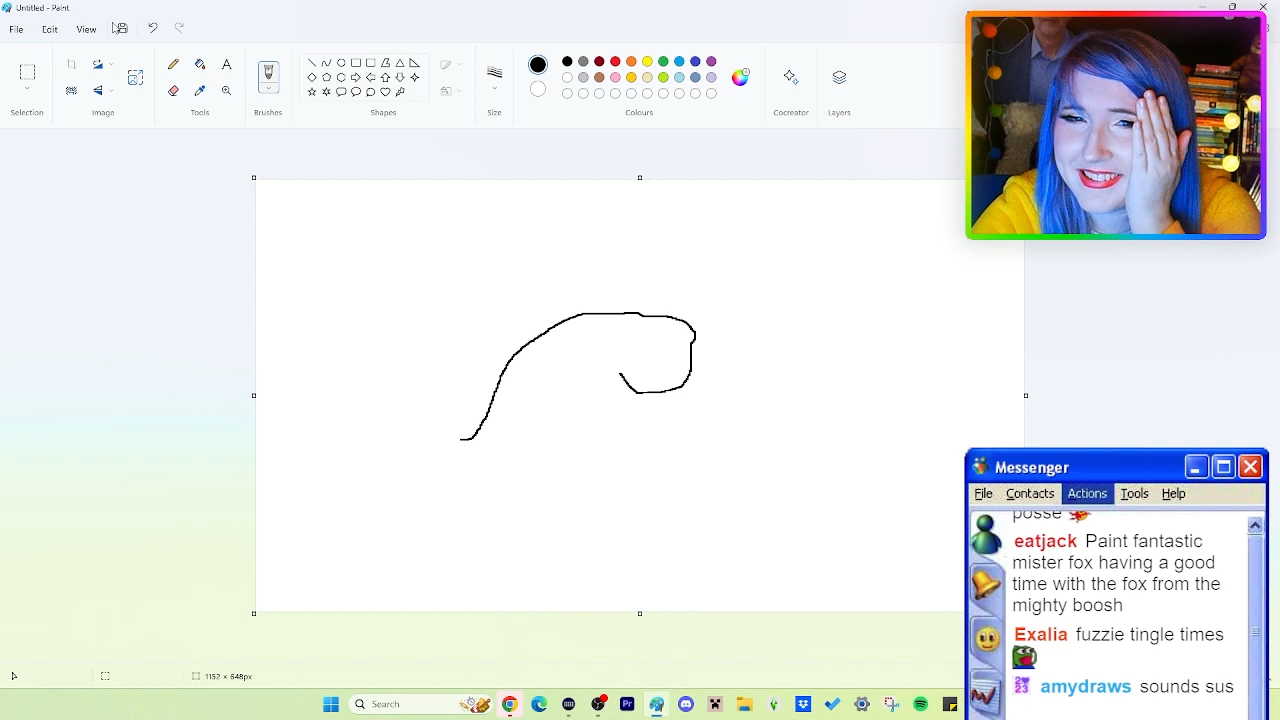 Untitled - Paint
File Edit View
Selection Image Tools Brushes Shapes Size Colours Cocreator Layers
Messenger
File Contacts Actions Tools Help
posse
eatjack Paint fantastic
mister fox having a good
time with the fox from the
mighty boosh
Exalia fuzzie tingle times
amydraws sounds sus
1152 × 648px
Search